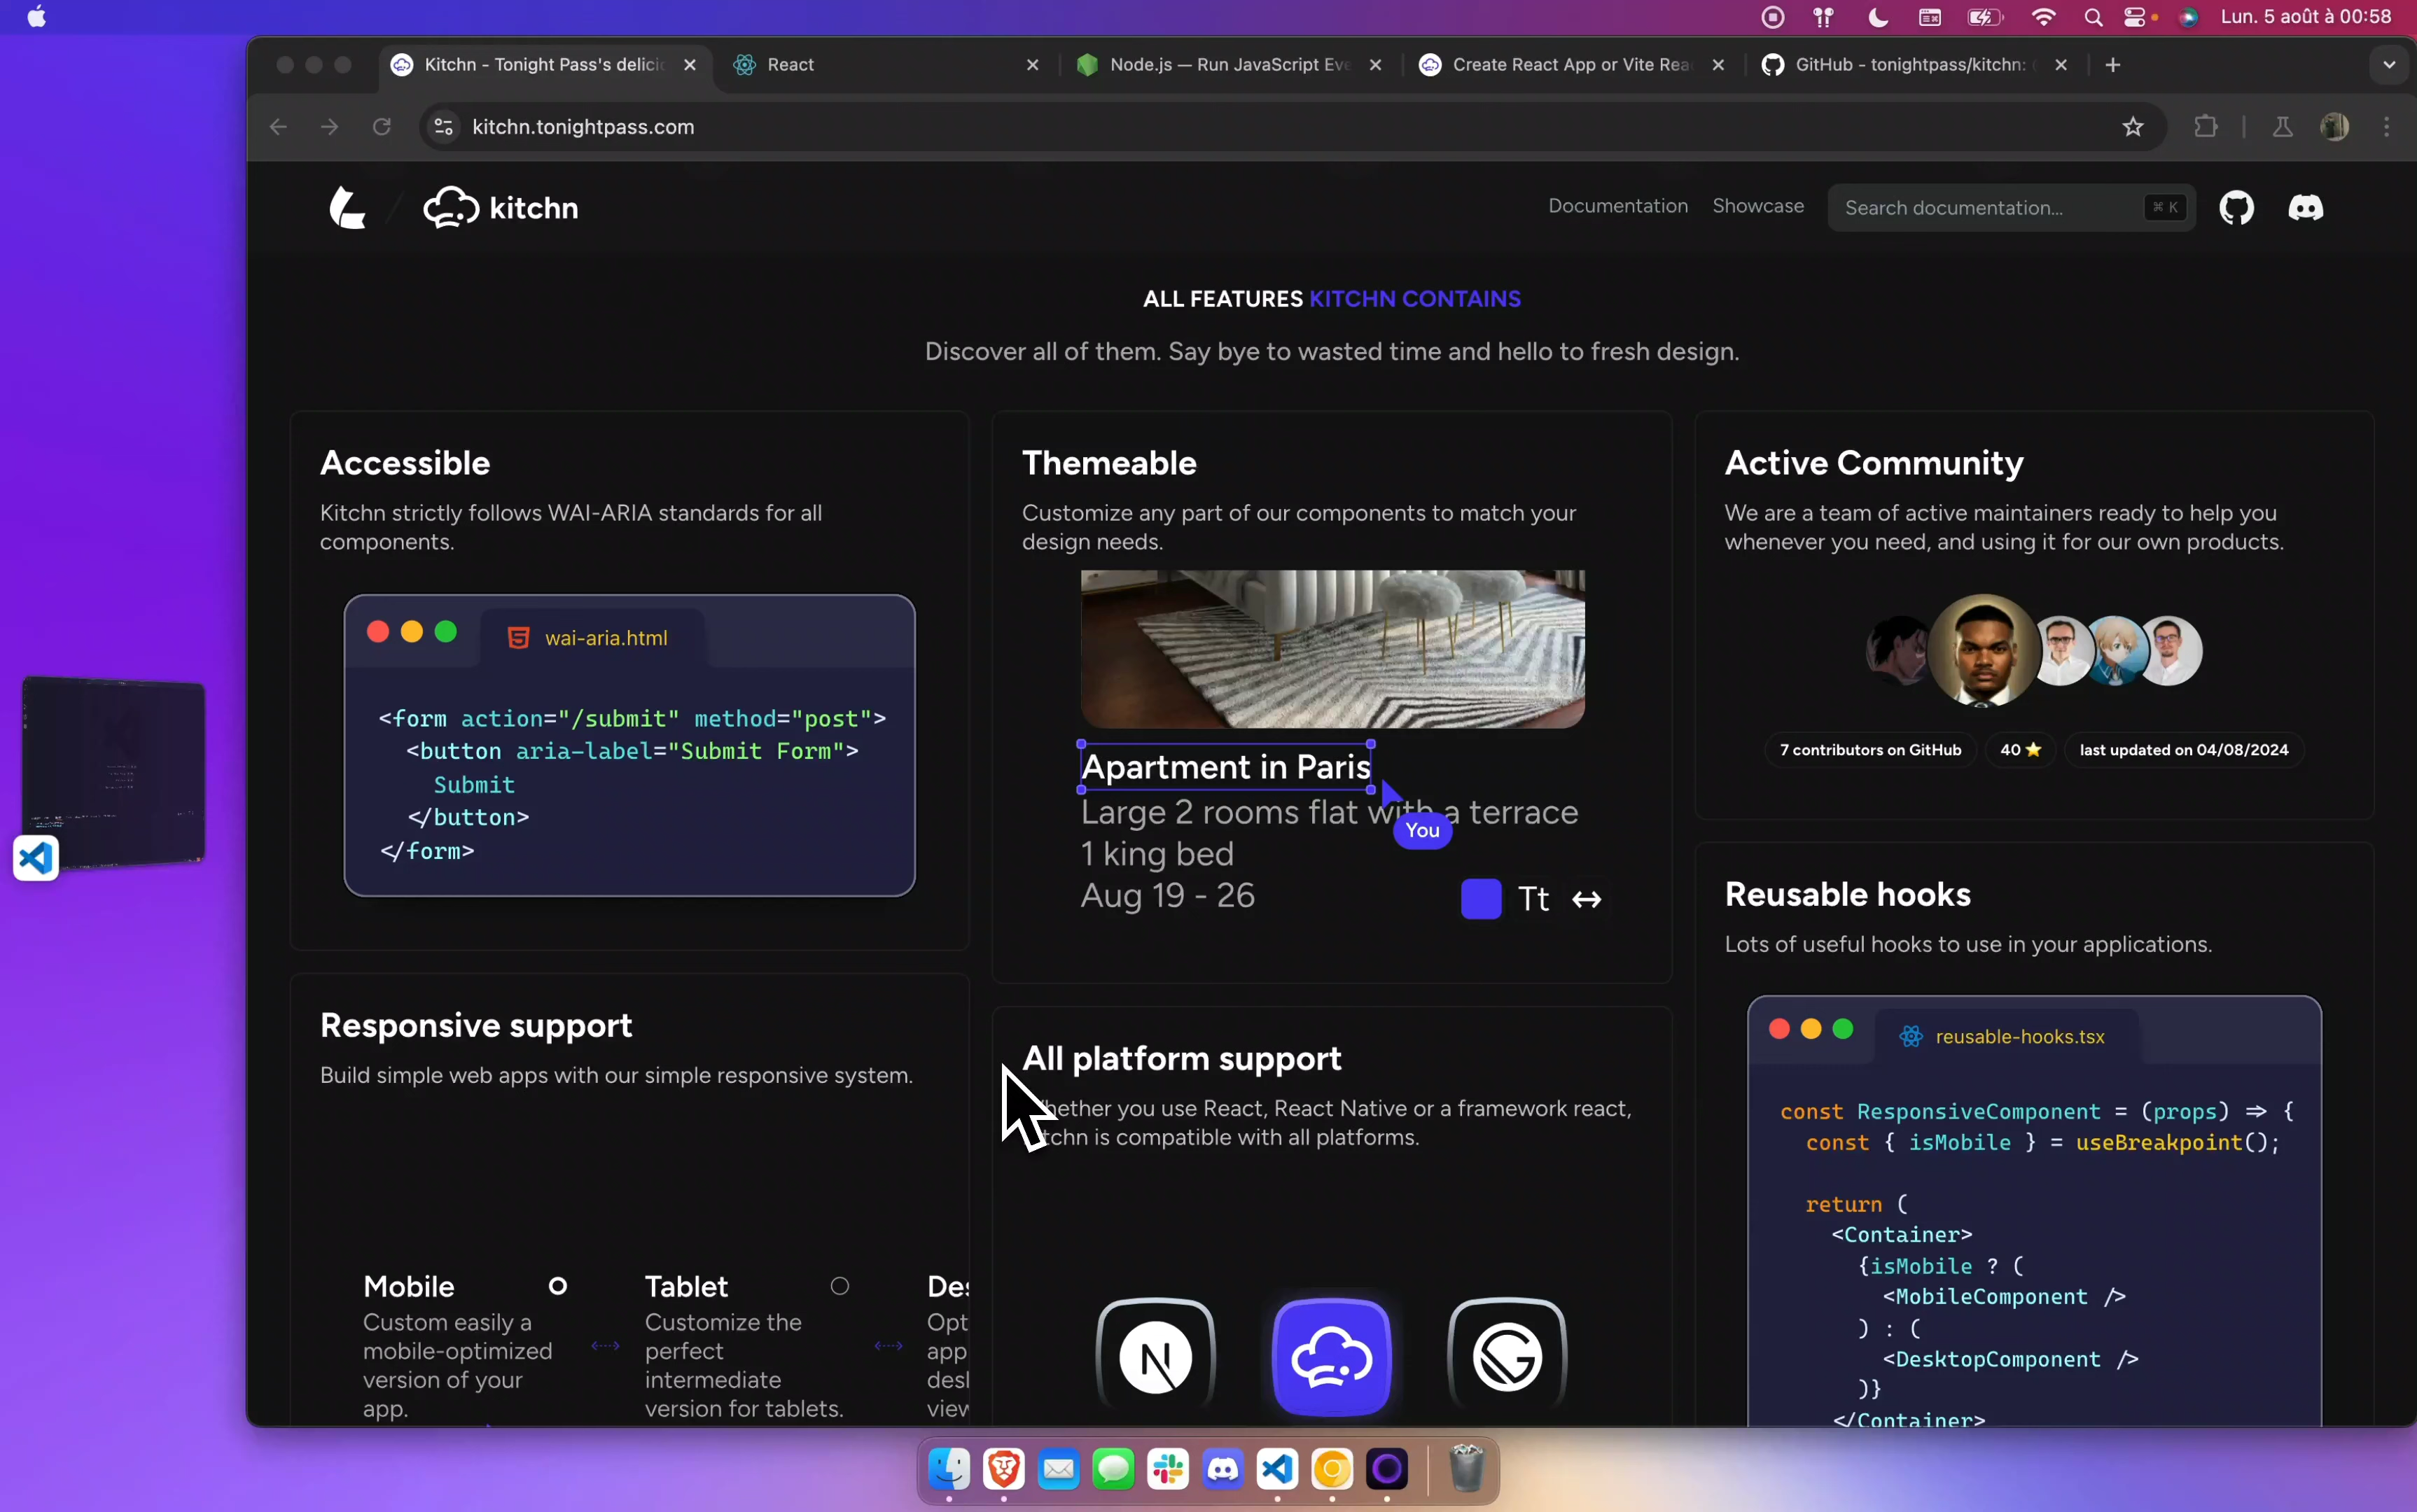 Lun. 5 août à 00:58
Kitchn - Tonight Pass's delici
React
Node.js — Run JavaScript Eve
Create React App or Vite Rea
GitHub - tonightpass/kitchn:
kitchn.tonightpass.com
kitchn
Documentation
Showcase
Search documentation...
⌘ K
ALL FEATURES KITCHN CONTAINS
Discover all of them. Say bye to wasted time and hello to fresh design.
Accessible
Kitchn strictly follows WAI-ARIA standards for all
components.
wai-aria.html
<form action="/submit" method="post">
<button aria-label="Submit Form">
Submit
</button>
</form>
Themeable
Customize any part of our components to match your
design needs.
Apartment in Paris
Large 2 rooms flat with a terrace
You
1 king bed
Aug 19 - 26
Tt
Active Community
We are a team of active maintainers ready to help you
whenever you need, and using it for our own products.
7 contributors on GitHub
40 ⭐
last updated on 04/08/2024
Responsive support
Build simple web apps with our simple responsive system.
Mobile
Custom easily a
mobile-optimized
version of your
app.
Tablet
Customize the
perfect
intermediate
version for tablets.
Des
Opt
app
desl
view
All platform support
hether you use React, React Native or a framework react,
tchn is compatible with all platforms.
Reusable hooks
Lots of useful hooks to use in your applications.
reusable-hooks.tsx
const ResponsiveComponent = (props) => {
const { isMobile } = useBreakpoint();
return (
<Container>
{isMobile ? (
<MobileComponent />
) : (
<DesktopComponent />
)}
</Container>